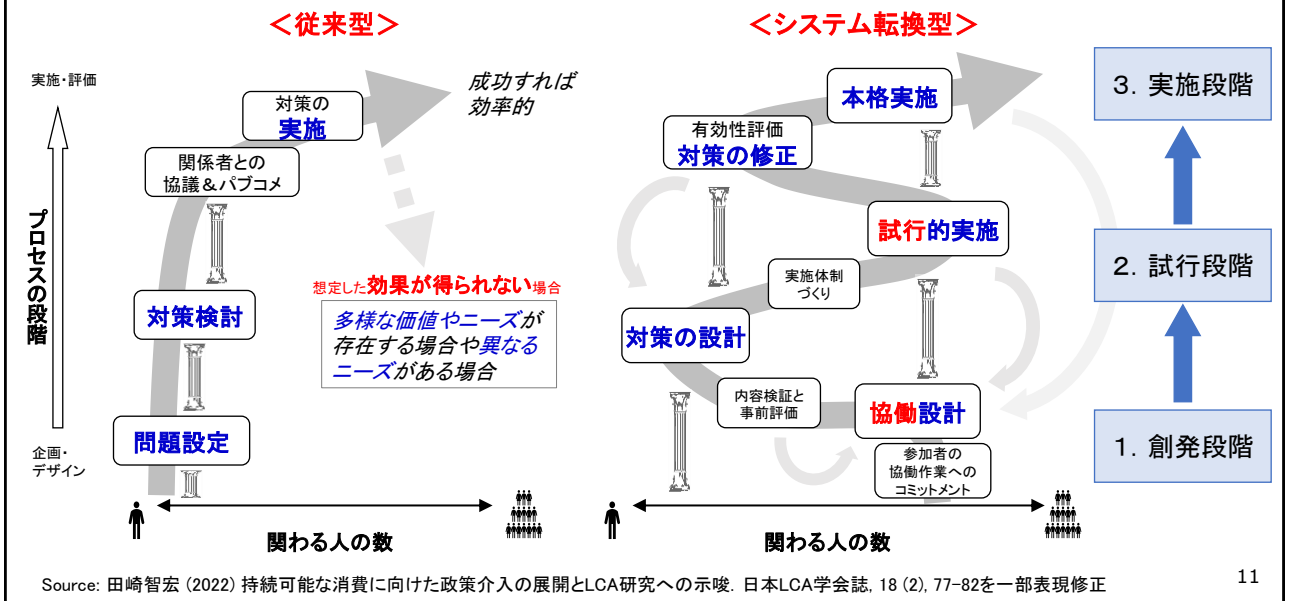 ＜従来型＞
実施・評価
プロセスの段階
企画・
デザイン
対策の
実施
成功すれば
効率的
関係者との
協議＆パブコメ
想定した効果が得られない場合
多様な価値やニーズが
存在する場合や異なる
ニーズがある場合
対策検討
問題設定
関わる人の数
＜システム転換型＞
本格実施
有効性評価
対策の修正
試行的実施
実施体制
づくり
対策の設計
内容検証と
事前評価
協働設計
参加者の
協働作業への
コミットメント
関わる人の数
3．実施段階
2．試行段階
1．創発段階
Source: 田崎智宏 (2022) 持続可能な消費に向けた政策介入の展開とLCA研究への示唆. 日本LCA学会誌, 18 (2), 77-82を一部表現修正
11